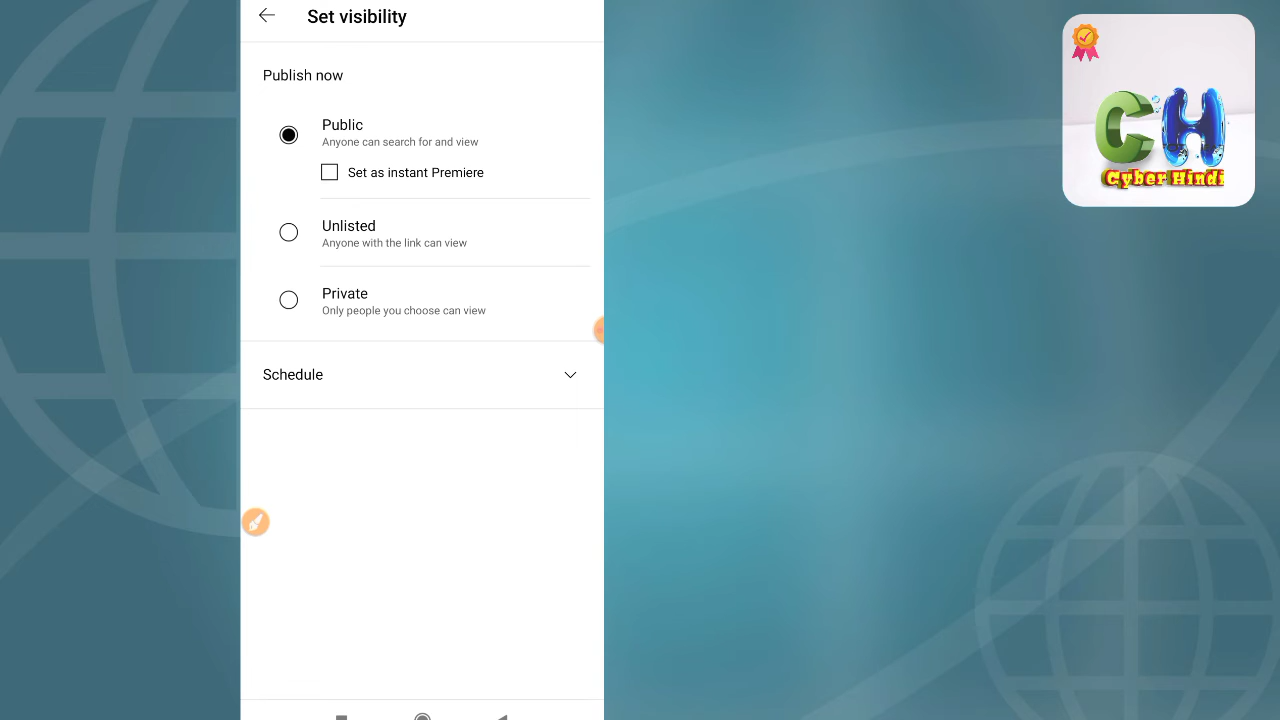 Set visibility
Publish now
Public
Anyone can search for and view
Set as instant Premiere
Unlisted
Anyone with the link can view
Private
Only people you choose can view
Schedule
CH
Cyber Hindi